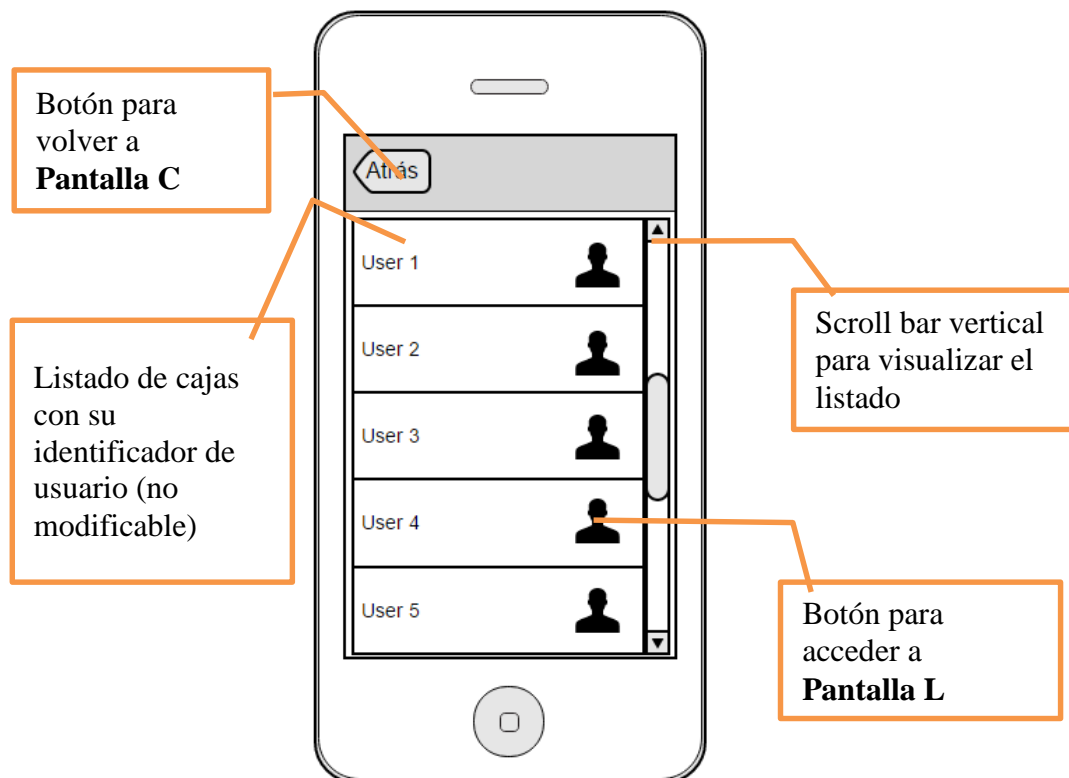 Botón para
volver a
Pantalla C
Atrás
User 1
User 2
User 3
User 4
User 5
Listado de cajas
con su
identificador de
usuario (no
modificable)
Scroll bar vertical
para visualizar el
listado
Botón para
acceder a
Pantalla L